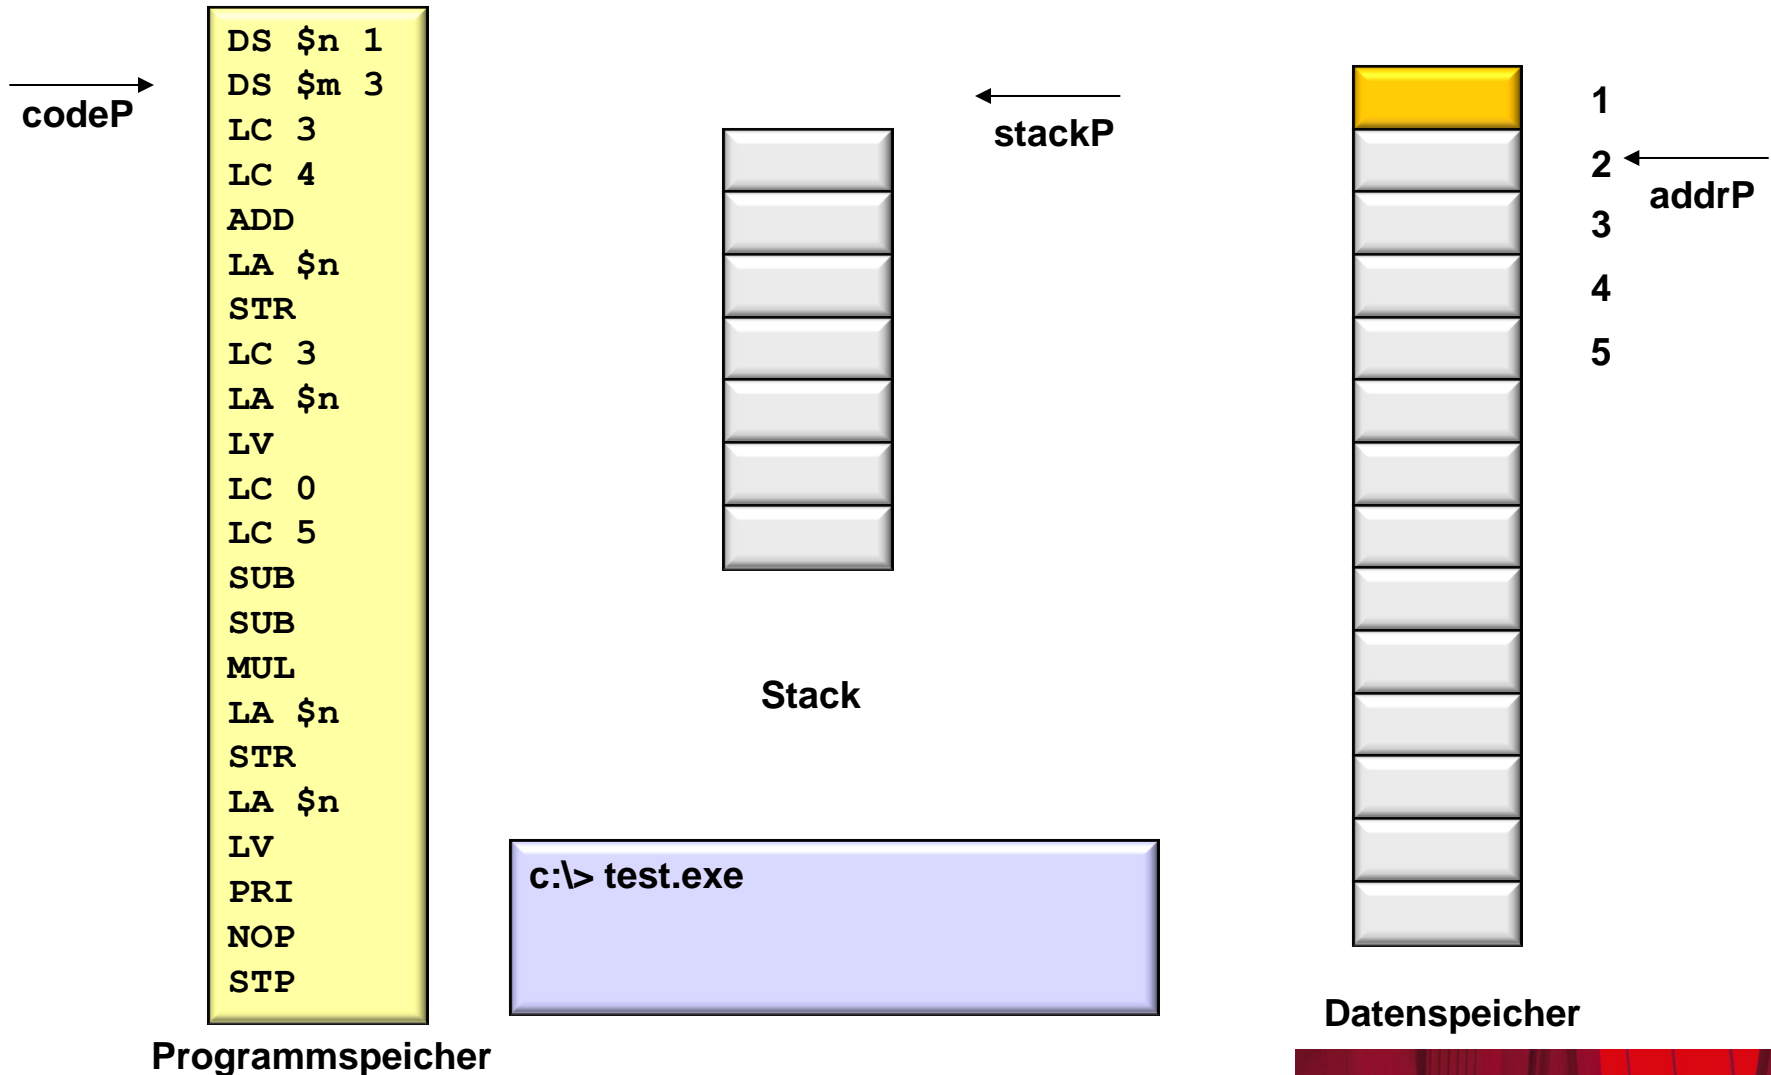 DS $n 1
DS $m 3
LC 3
LC 4
ADD
LA $n
STR
LC 3
LA $n
LV
LC 0
LC 5
SUB
SUB
MUL
LA $n
STR
LA $n
LV
PRI
NOP
STP
codeP
Programmspeicher
stackP
Stack
c:\> test.exe
1
2
3
4
5
addrP
Datenspeicher